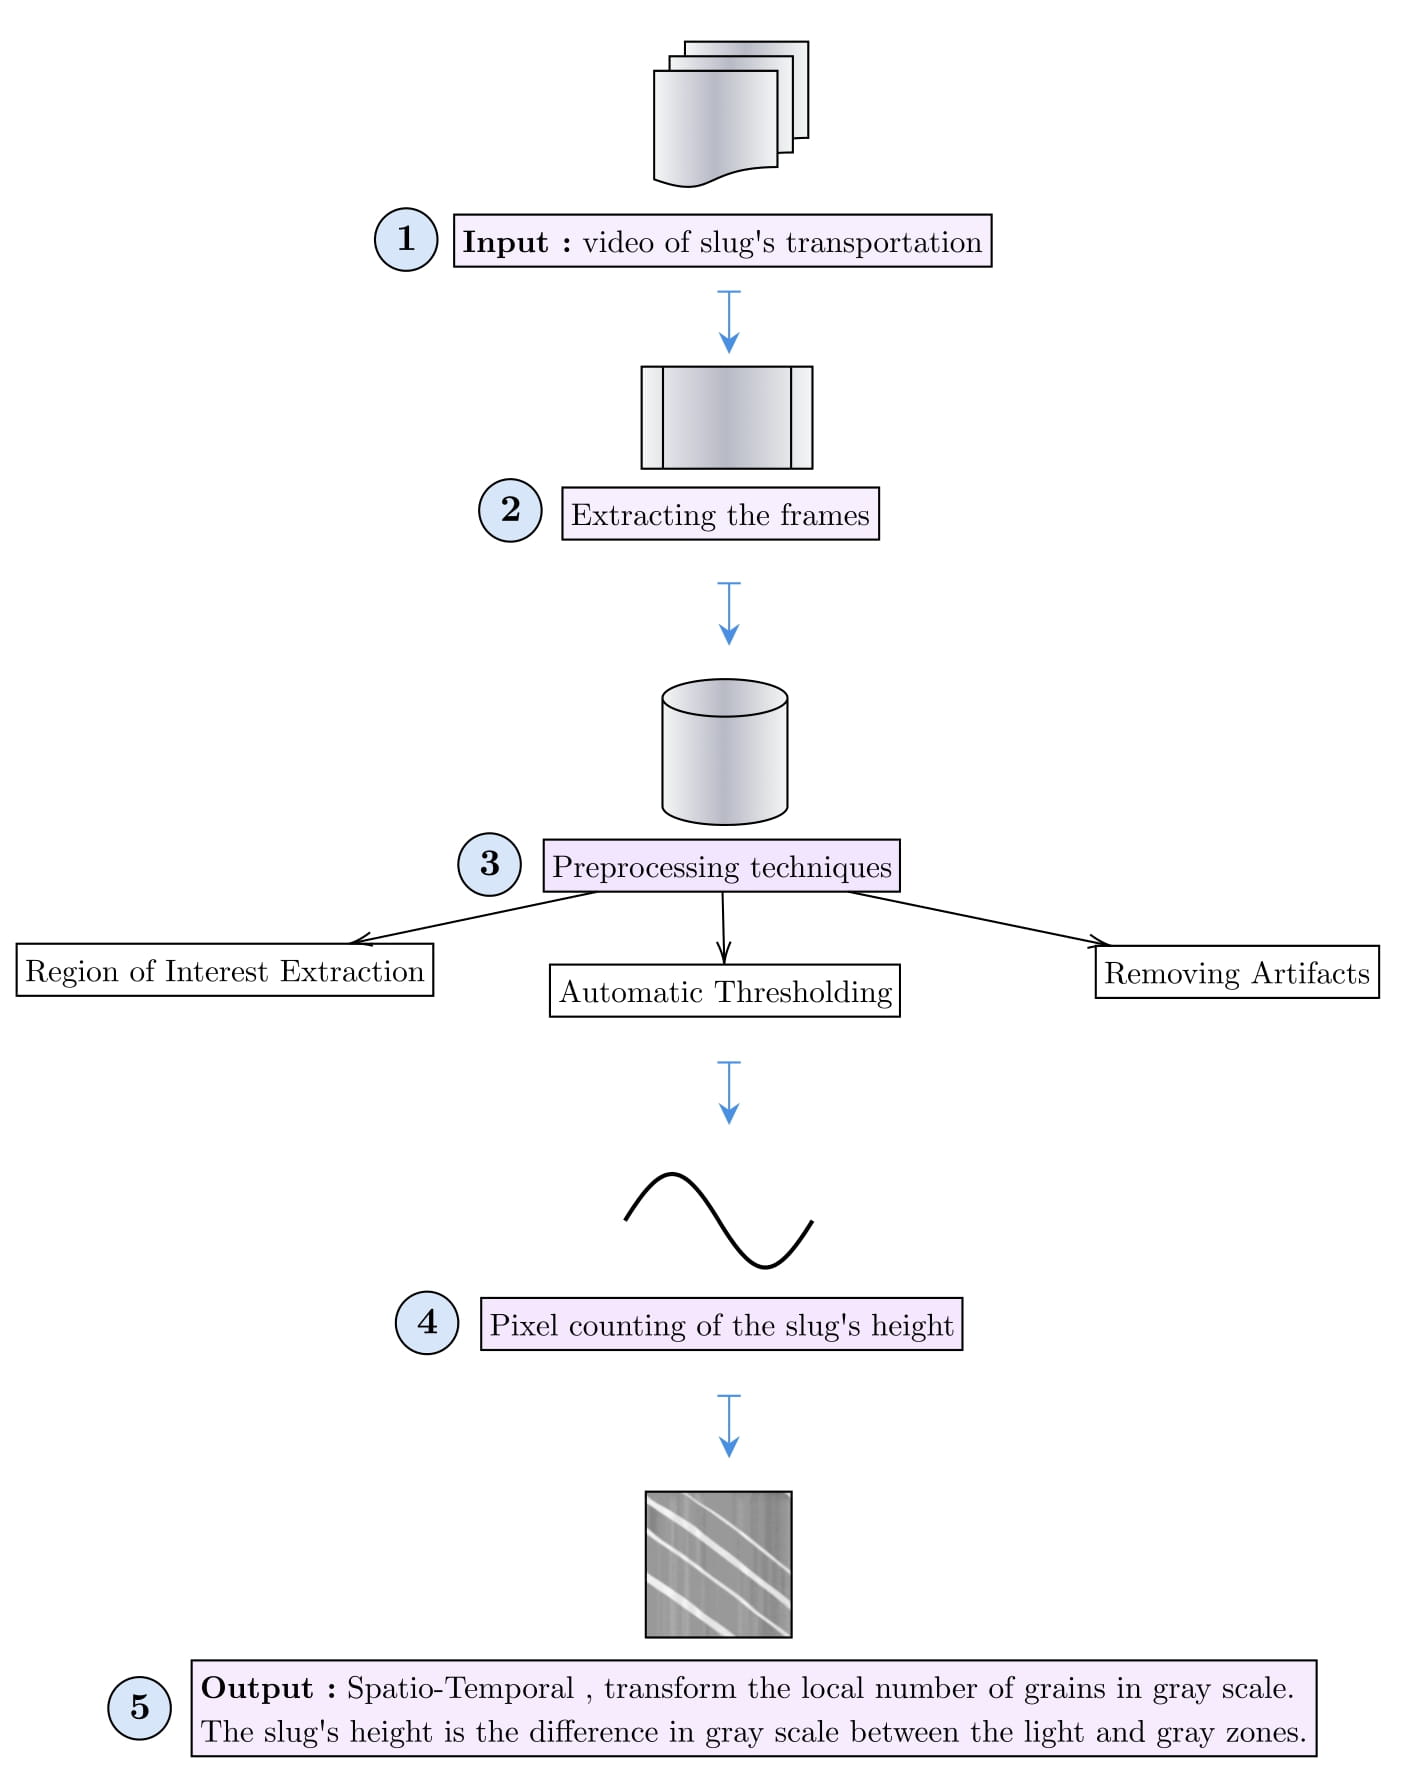 1 Input : video of slug's transportation
2 Extracting the frames
3 Preprocessing techniques
Region of Interest Extraction
Automatic Thresholding
Removing Artifacts
4 Pixel counting of the slug's height
5 Output : Spatio-Temporal , transform the local number of grains in gray scale.
The slug's height is the difference in gray scale between the light and gray zones.